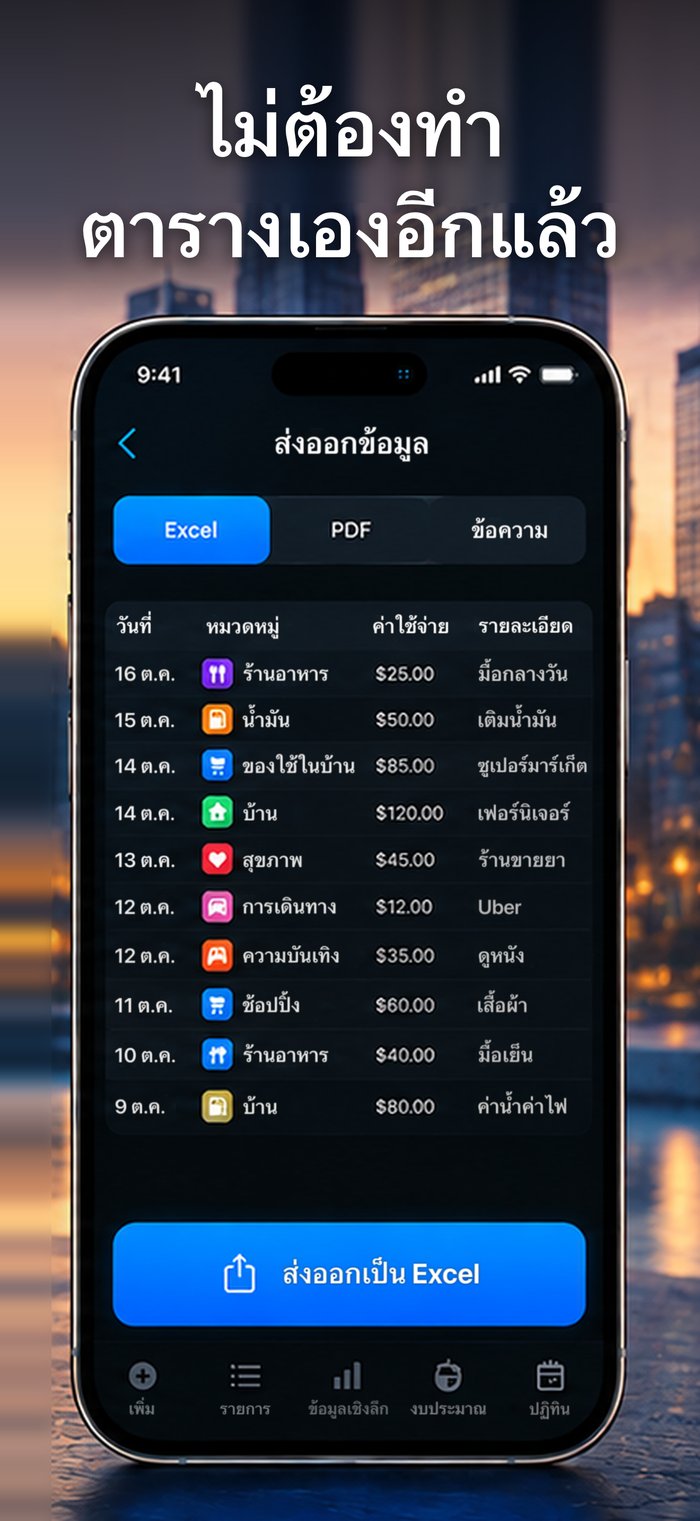 ไม่ต้องทำ
ตารางเองอีกแล้ว
9:41
ส่งออกข้อมูล
Excel PDF ข้อความ
วันที่ หมวดหมู่ ค่าใช้จ่าย รายละเอียด
16 ต.ค. ร้านอาหาร $25.00 มื้อกลางวัน
15 ต.ค. น้ำมัน $50.00 เติมน้ำมัน
14 ต.ค. ของใช้ในบ้าน $85.00 ซูเปอร์มาร์เก็ต
14 ต.ค. บ้าน $120.00 เฟอร์นิเจอร์
13 ต.ค. สุขภาพ $45.00 ร้านขายยา
12 ต.ค. การเดินทาง $12.00 Uber
12 ต.ค. ความบันเทิง $35.00 ดูหนัง
11 ต.ค. ช้อปปิ้ง $60.00 เสื้อผ้า
10 ต.ค. ร้านอาหาร $40.00 มื้อเย็น
9 ต.ค. บ้าน $80.00 ค่าน้ำค่าไฟ
ส่งออกเป็น Excel
เพิ่ม รายการ ข้อมูลเชิงลึก งบประมาณ ปฏิทิน